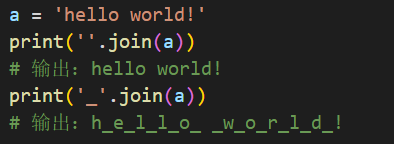 a = 'hello world!'
print(''.join(a))
# 输出：hello world!
print('_'.join(a))
# 输出：h_e_l_l_o_ _w_o_r_l_d_!